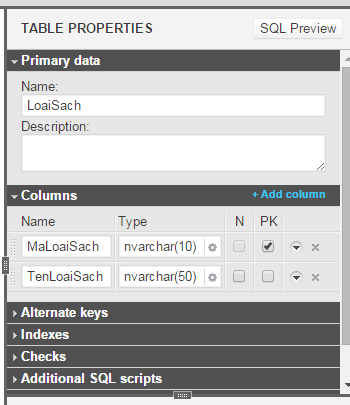 TABLE PROPERTIES SQL Preview
Primary data
Name:
LoaiSach
Description:
Columns + Add column
Name Type N PK
MaLoaiSach nvarchar(10)
TenLoaiSach nvarchar(50)
Alternate keys
Indexes
Checks
Additional SQL scripts